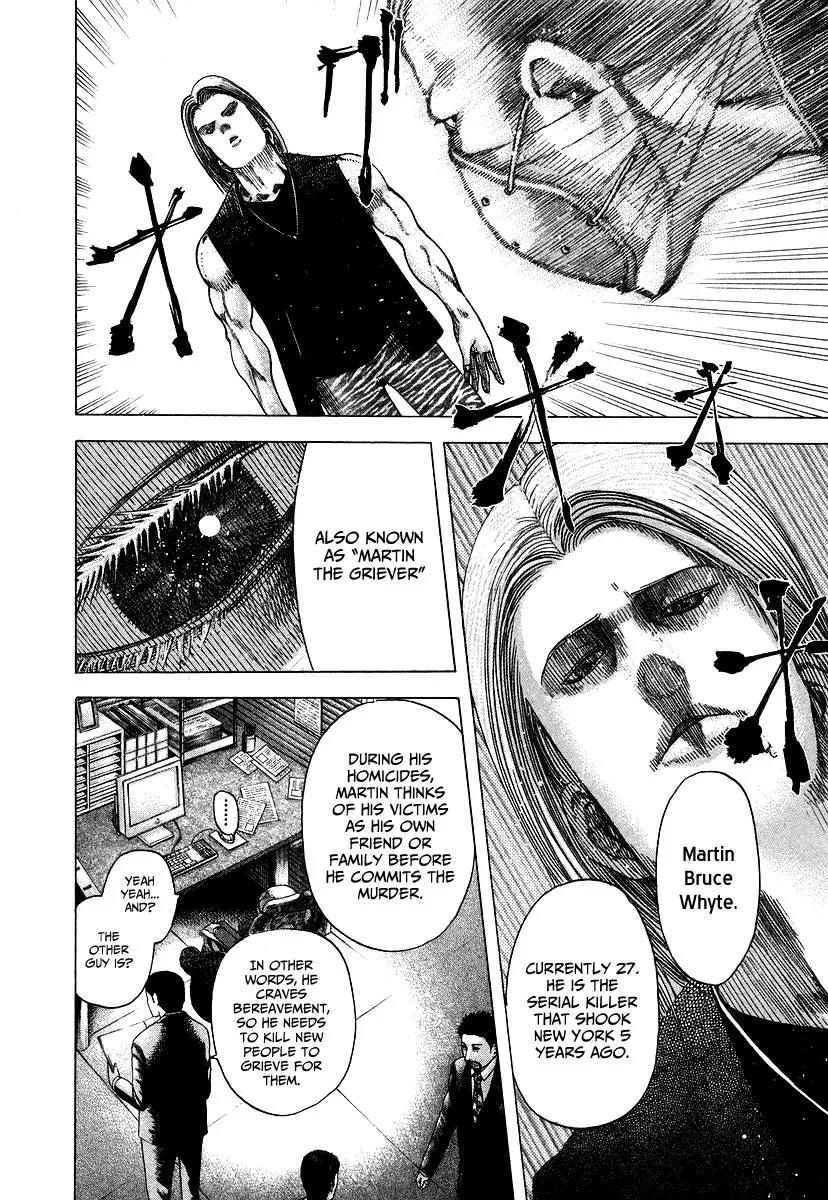 Martin
Bruce
Whyte.
CURRENTLY 27.
HE IS THE
SERIAL KILLER
THAT SHOOK
NEW YORK 5
YEARS AGO.
ALSO KNOWN
AS "MARTIN
THE GRIEVER"
DURING HIS
HOMICIDES,
MARTIN THINKS
OF HIS VICTIMS
AS HIS OWN
FRIEND OR
FAMILY BEFORE
HE COMMITS THE
MURDER.
IN OTHER
WORDS, HE
CRAVES
BEREAVEMENT,
SO HE NEEDS
TO KILL NEW
PEOPLE TO
GRIEVE FOR
THEM.
......
YEAH
YEAH...
AND?
THE
OTHER
GUY IS?